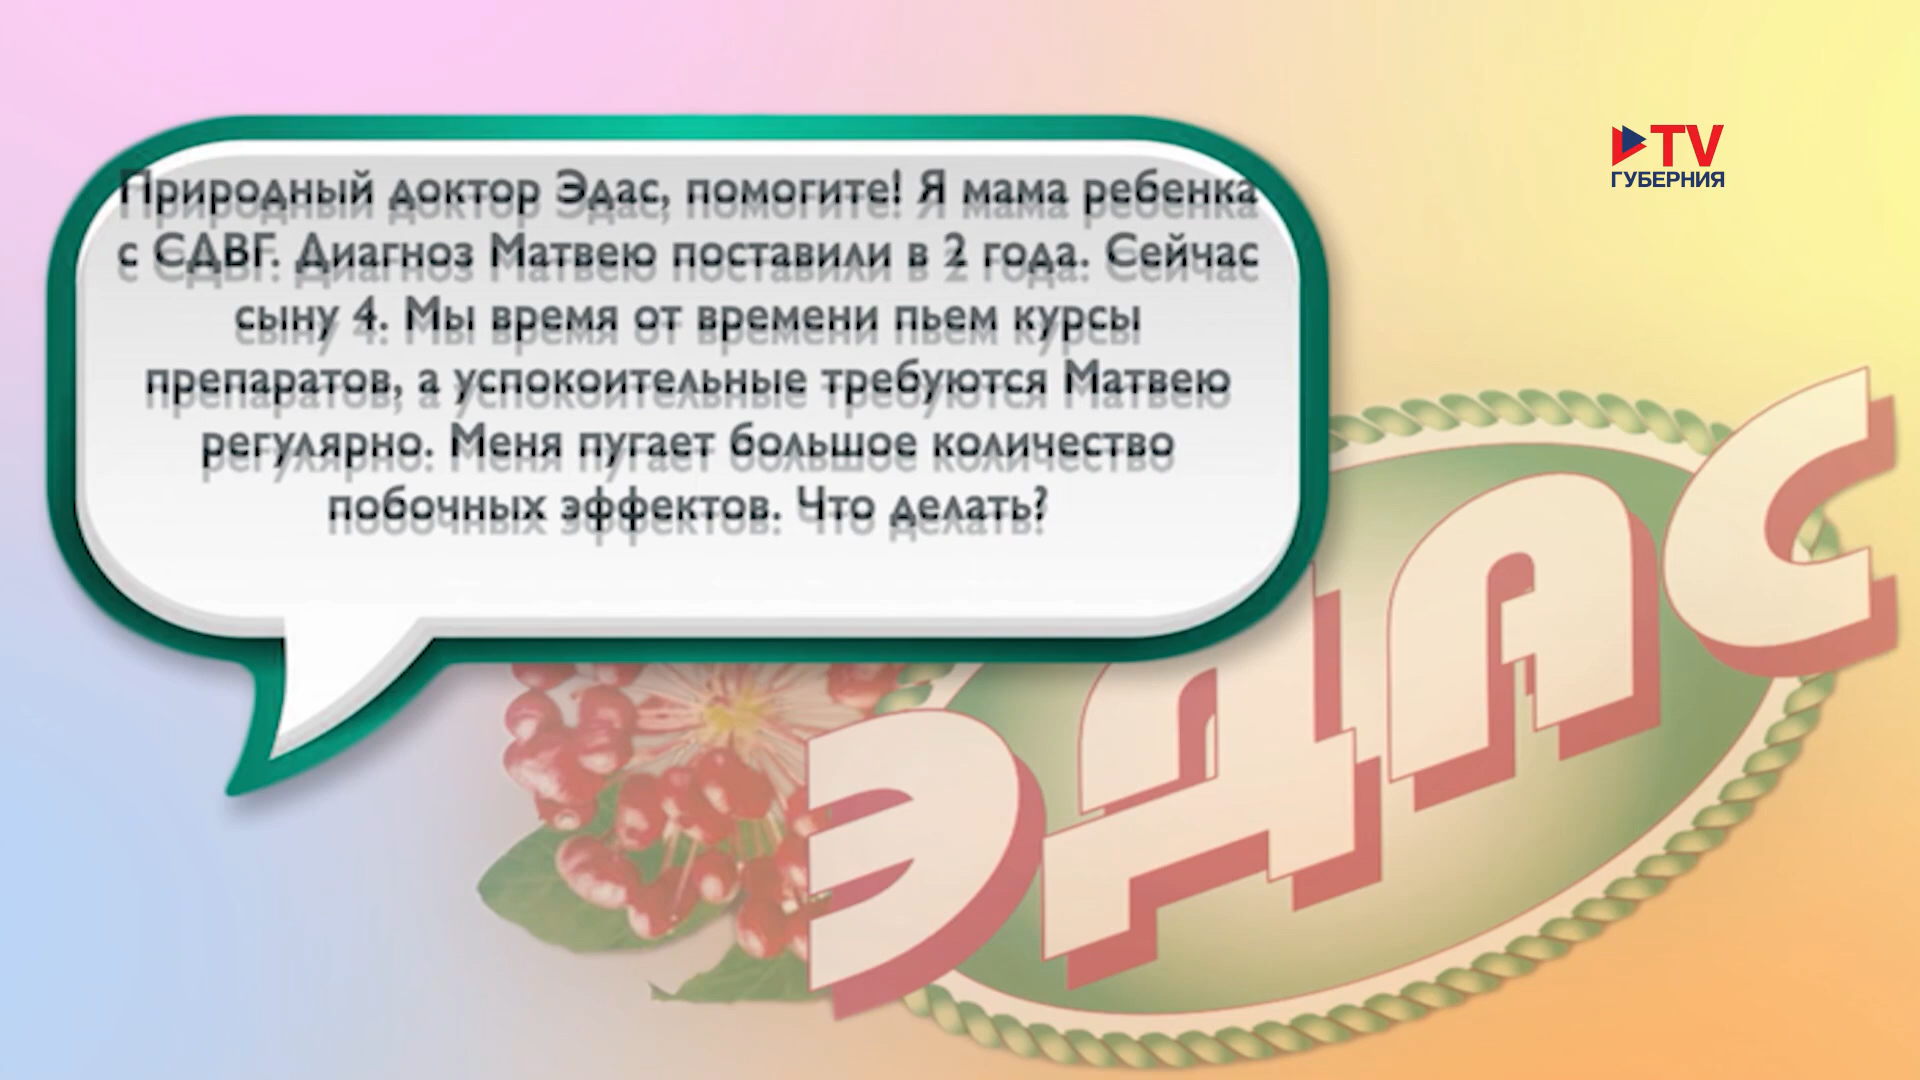 Природный доктор Эдас, помогите! Я мама ребенка
с СДВГ. Диагноз Матвею поставили в 2 года. Сейчас
сыну 4. Мы время от времени пьем курсы
препаратов, а успокоительные требуются Матвею
регулярно. Меня пугает большое количество
побочных эффектов. Что делать?
TV
ГУБЕРНИЯ
ЭДАС